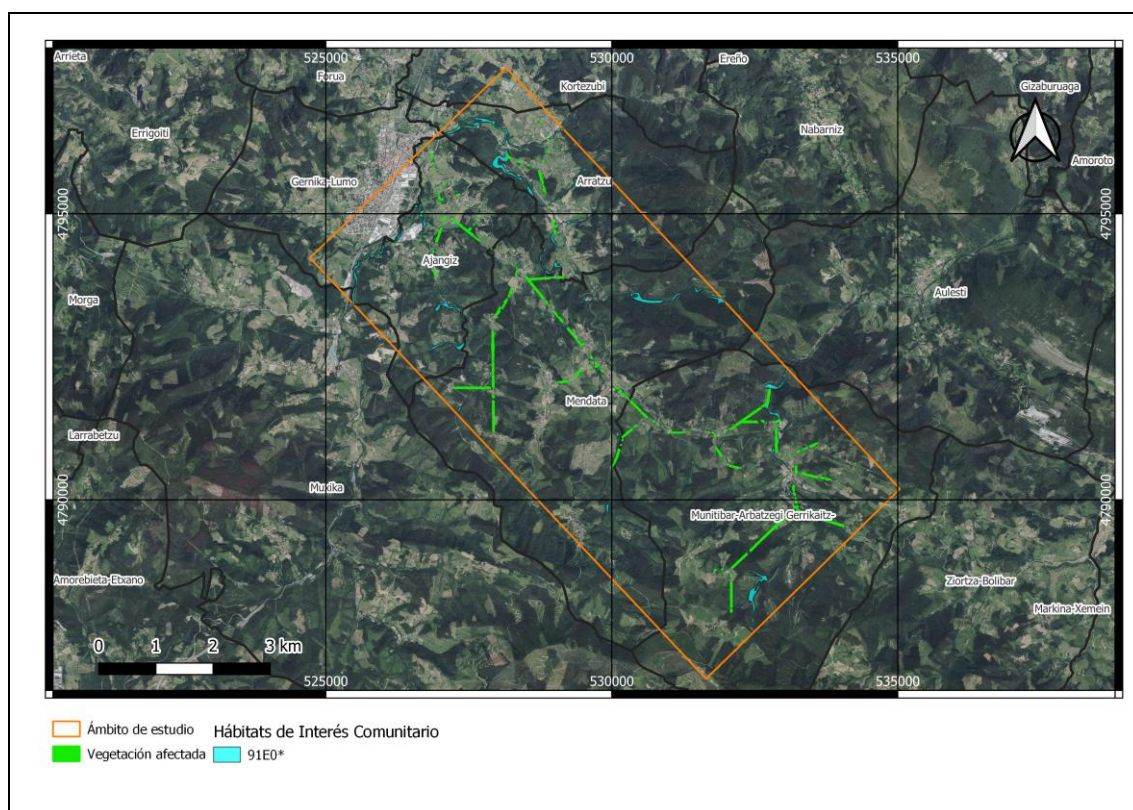 525000 530000 535000
Arrieta
Forua
Kortezubi
Ereño
Gizaburuaga
Errigoiti
Nabarniz
Amoroto
Gernika-Lumo
Arratzu
4795000 4795000
Ajangiz
Morga
Aulesti
Mendata
Larrabetzu
Muxika
4790000 4790000
Munitibar-Arbatzegi Gerrikaitz-
Amorebieta-Etxano
Ziortza-Bolibar
Markina-Xemein
0 1 2 3 km
525000 530000 535000
Ámbito de estudio Hábitats de Interés Comunitario
Vegetación afectada 91E0*